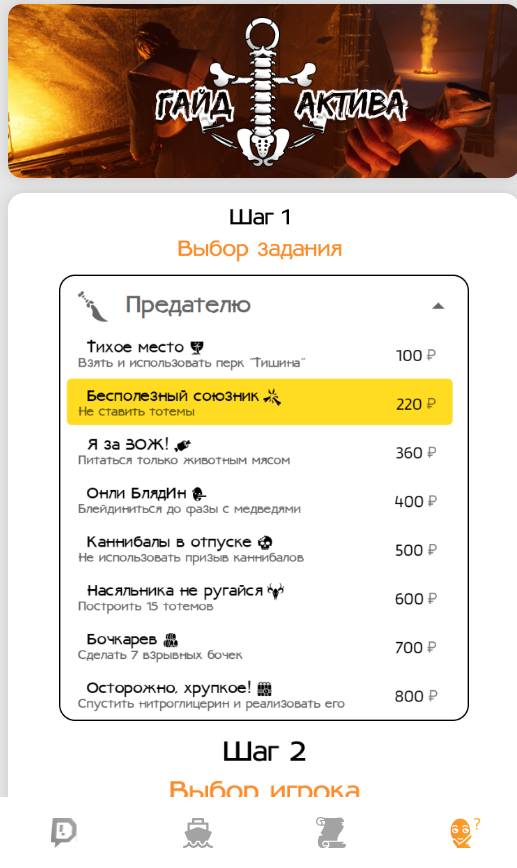 ГАЙД АКТИВА
Шаг 1
Выбор задания
Предателю
Тихое место
Взять и использовать перк "Тишина"
100 ₽
Бесполезный союзник
Не ставить тотемы
220 ₽
Я за ЗОЖ!
Питаться только животным мясом
360 ₽
Онли БлядИн
Блейдиниться до фазы с медведями
400 ₽
Каннибалы в отпуске
Не использовать призыв каннибалов
500 ₽
Насяльника не ругайся
Построить 15 тотемов
600 ₽
Бочкарев
Сделать 7 взрывных бочек
700 ₽
Осторожно, хрупкое!
Спустить нитроглицерин и реализовать его
800 ₽
Шаг 2
Выбор игрока
?